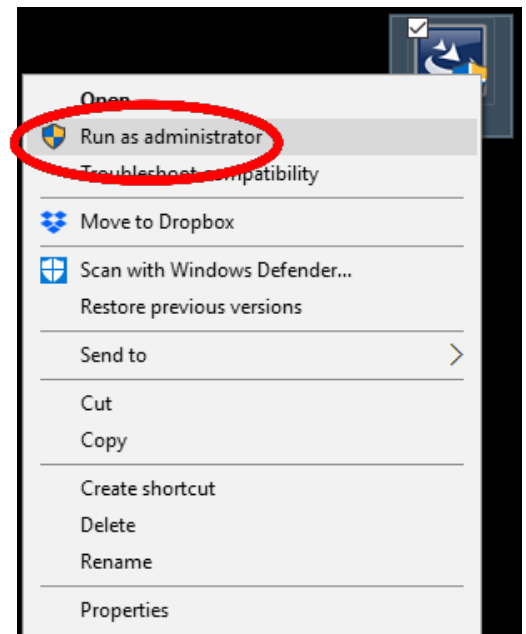 Open
Run as administrator
Troubleshoot compatibility
Move to Dropbox
Scan with Windows Defender...
Restore previous versions
Send to
Cut
Copy
Create shortcut
Delete
Rename
Properties